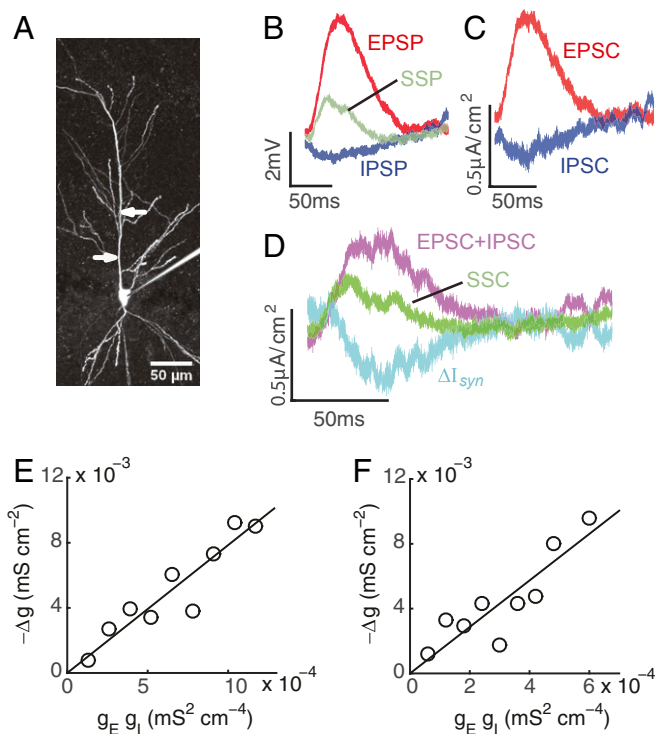 A
50 μm
B
EPSP
SSP
IPSP
2mV
50ms
C
EPSC
IPSC
0.5μA/cm²
50ms
D
EPSC+IPSC
SSC
ΔI_syn
0.5μA/cm²
50ms
E
x 10⁻³
12
8
4
0
−Δg (mS cm⁻²)
0 5 10
x 10⁻⁴
g_E g_I (mS² cm⁻⁴)
F
x 10⁻³
12
8
4
0
−Δg (mS cm⁻²)
0 2 4 6
x 10⁻⁴
g_E g_I (mS² cm⁻⁴)